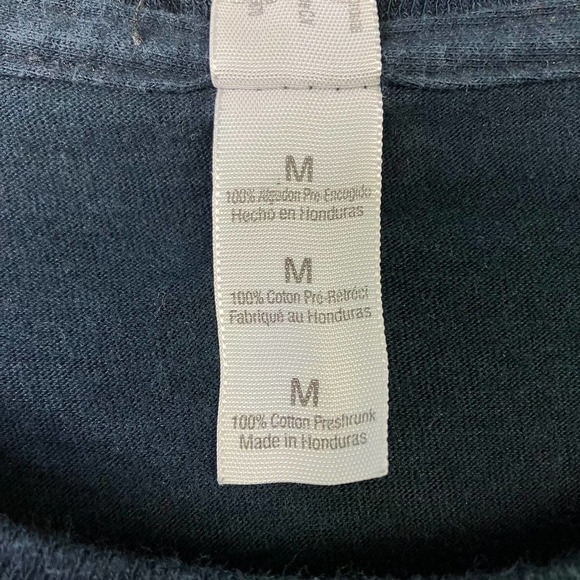 M
100% Algodon Pre-Encogido
Hecho en Honduras
M
100% Coton Pré-Rétréci
Fabriqué au Honduras
M
100% Cotton Preshrunk
Made in Honduras